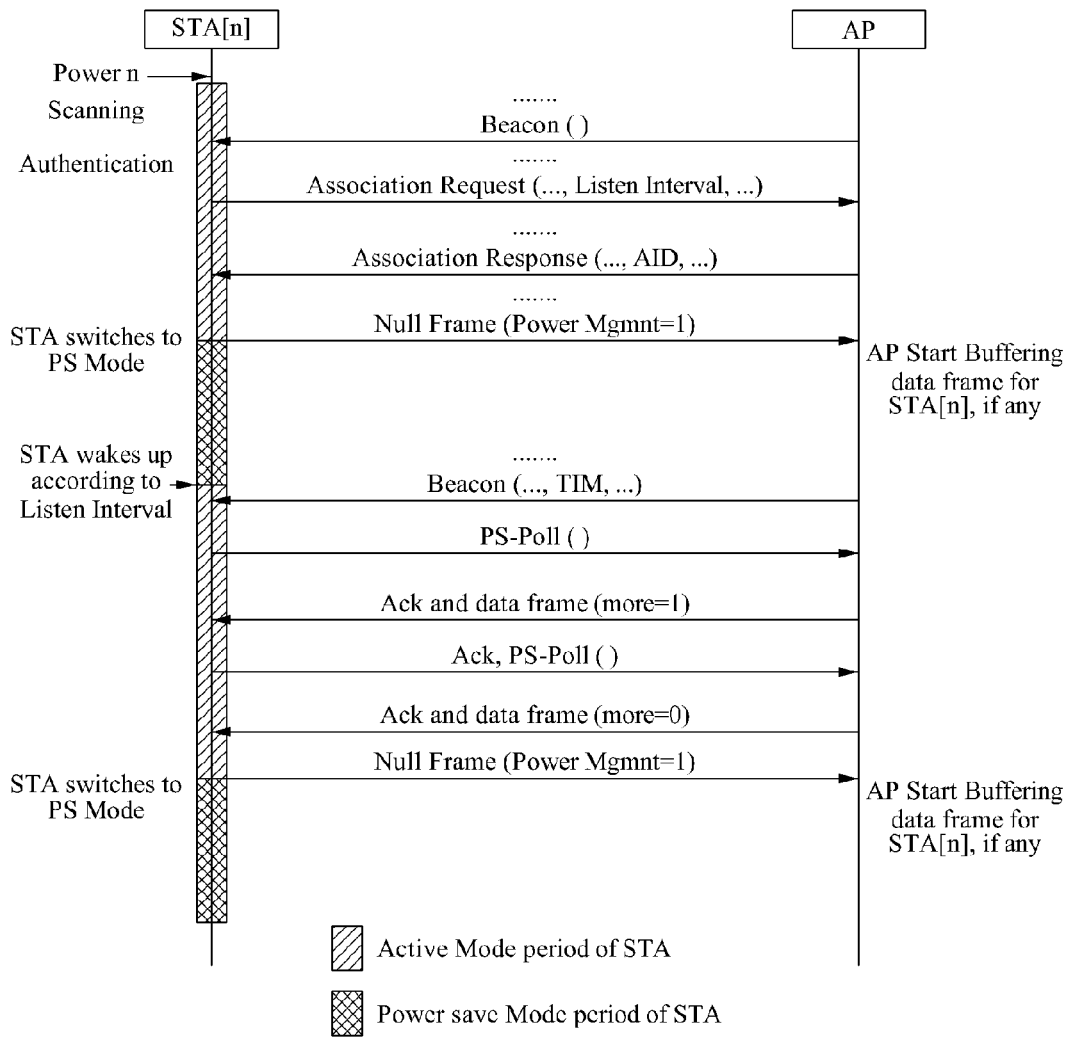 STA[n]
AP
Power n
Scanning
.......
Beacon ( )
Authentication
.......
Association Request (..., Listen Interval, ...)
.......
Association Response (..., AID, ...)
.......
Null Frame (Power Mgmnt=1)
STA switches to
PS Mode
AP Start Buffering
data frame for
STA[n], if any
STA wakes up
according to
Listen Interval
.......
Beacon (..., TIM, ...)
PS-Poll ( )
Ack and data frame (more=1)
Ack, PS-Poll ( )
Ack and data frame (more=0)
Null Frame (Power Mgmnt=1)
STA switches to
PS Mode
AP Start Buffering
data frame for
STA[n], if any
Active Mode period of STA
Power save Mode period of STA